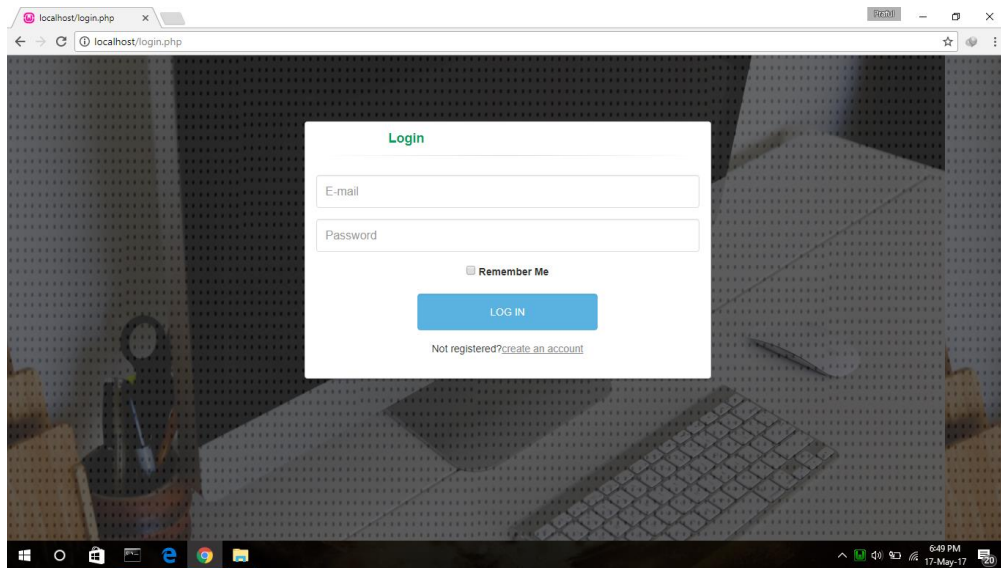 localhost/login.php
Praful
localhost/login.php
Login
E-mail
Password
Remember Me
LOG IN
Not registered?create an account
6:49 PM
17-May-17
20